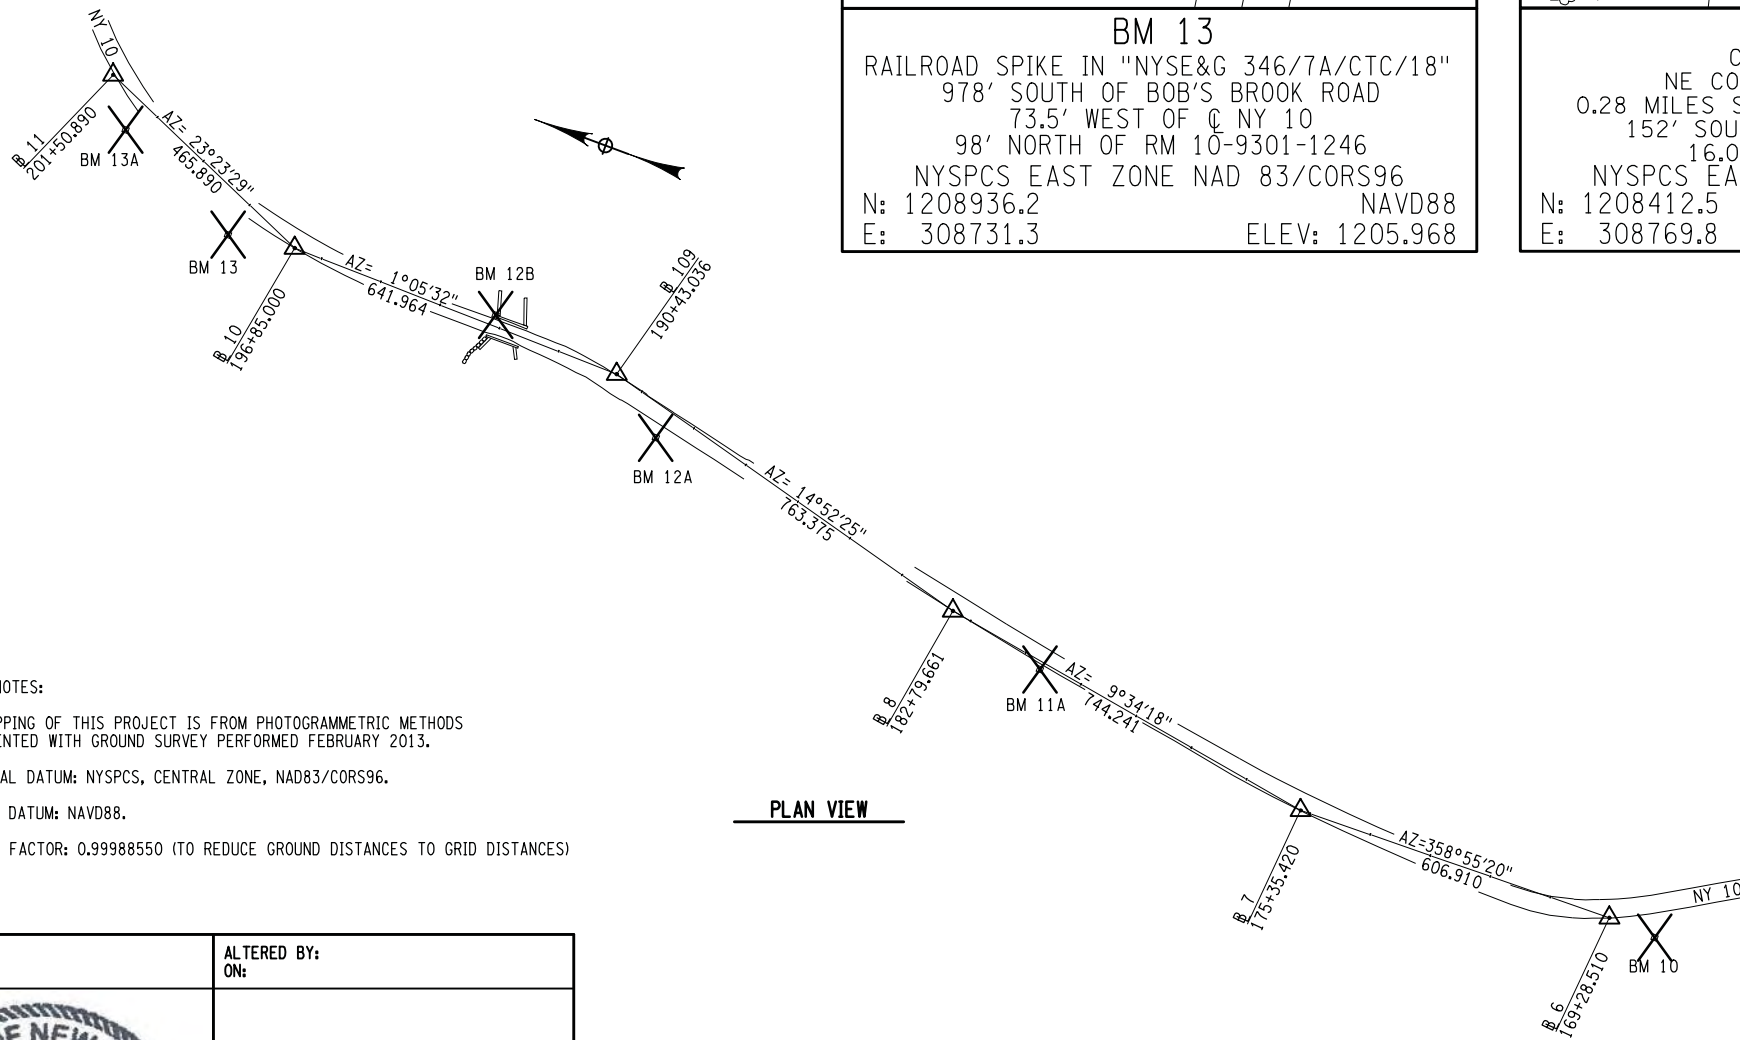 NY 10
B 11
201+50.890
BM 13A
AZ= 23°23'29"
465.890
BM 13
B 10
196+85.000
AZ= 1°05'32"
641.964
BM 12B
B 109
190+43.036
BM 12A
AZ= 14°52'25"
763.375
B 8
182+79.661
BM 11A
AZ= 9°34'18"
744.241
B 7
175+35.420
AZ=358°55'20"
606.910
NY 10
BM 10
B 6
169+28.510
BM 13
RAILROAD SPIKE IN "NYSE&G 346/7A/CTC/18"
978' SOUTH OF BOB'S BROOK ROAD
73.5' WEST OF ℄ NY 10
98' NORTH OF RM 10-9301-1246
NYSPCS EAST ZONE NAD 83/CORS96
N: 1208936.2 NAVD88
E: 308731.3 ELEV: 1205.968
NE CO
0.28 MILES S
152' SOU
16.0
NYSPCS EA
N: 1208412.5
E: 308769.8
NOTES:
PPING OF THIS PROJECT IS FROM PHOTOGRAMMETRIC METHODS
ENTED WITH GROUND SURVEY PERFORMED FEBRUARY 2013.
AL DATUM: NYSPCS, CENTRAL ZONE, NAD83/CORS96.
DATUM: NAVD88.
FACTOR: 0.99988550 (TO REDUCE GROUND DISTANCES TO GRID DISTANCES)
PLAN VIEW
ALTERED BY:
ON:
OF NEW